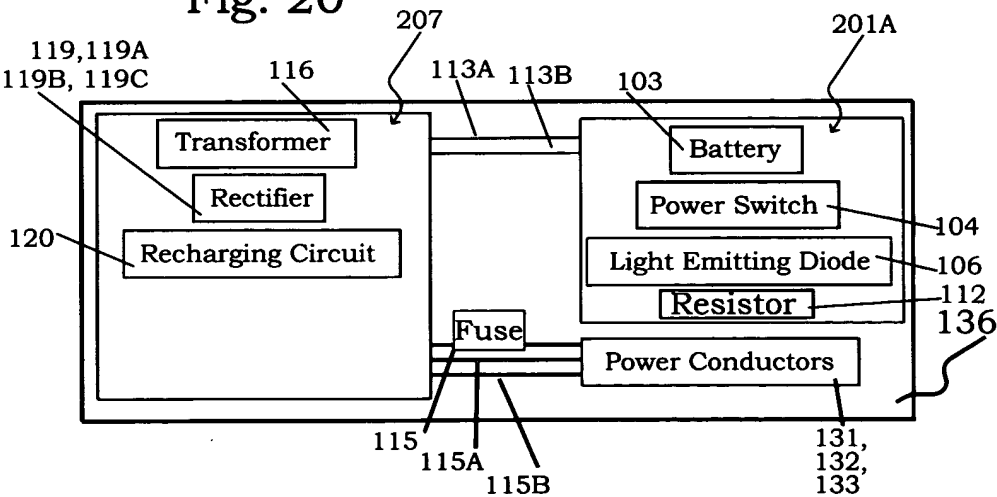 Fig. 20
207
201A
119,119A
119B, 119C
116
113A
113B
103
Transformer
Battery
Rectifier
Power Switch
104
120
Recharging Circuit
Light Emitting Diode
106
Resistor
112
136
Fuse
Power Conductors
115
115A
115B
131,
132,
133